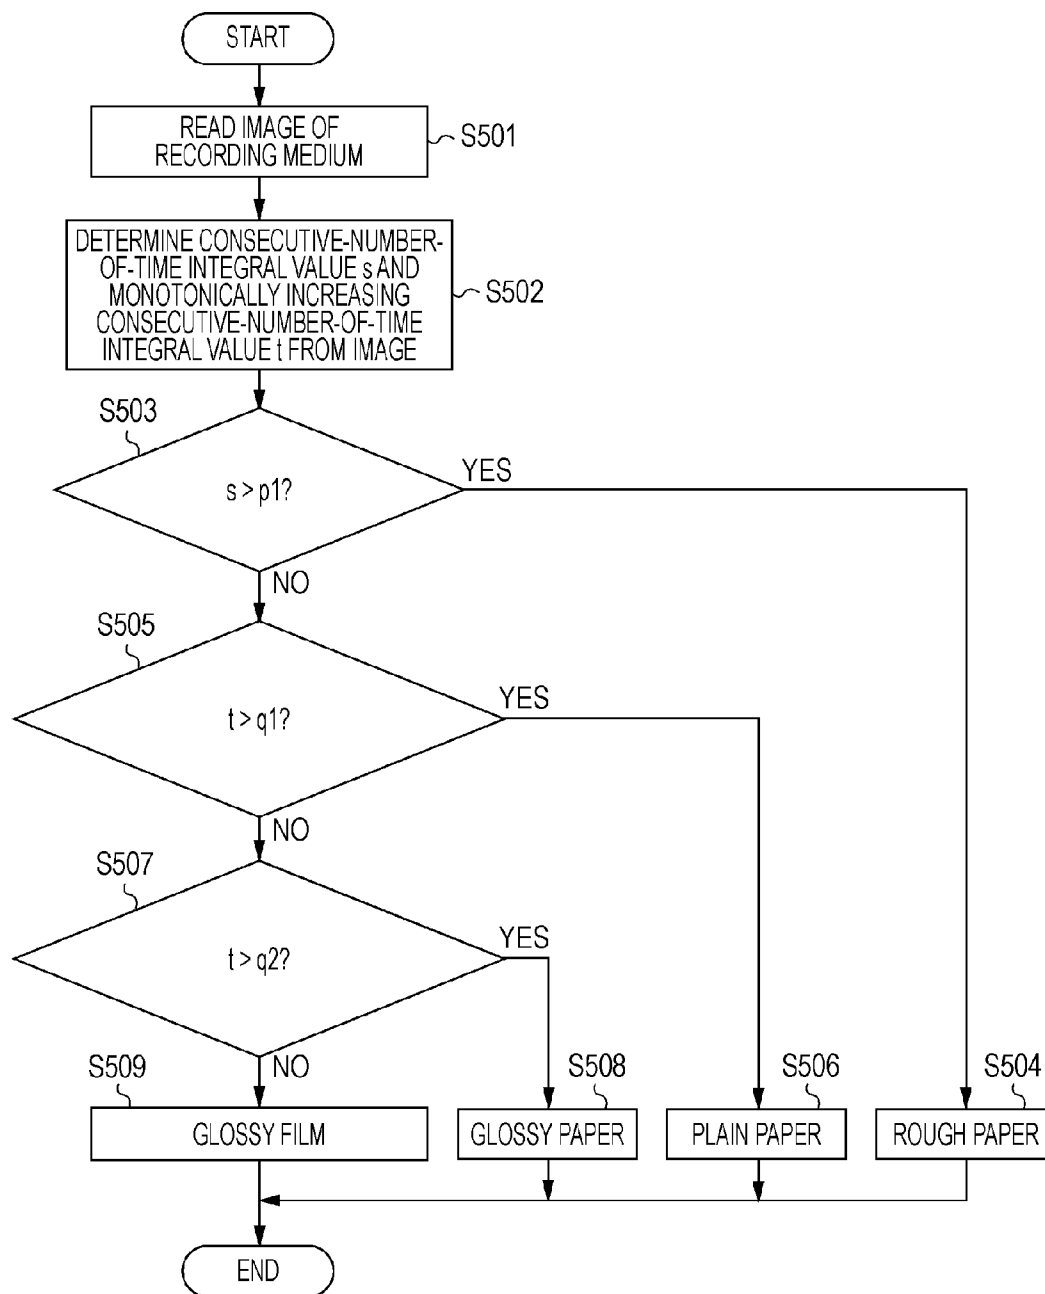 START
READ IMAGE OF
RECORDING MEDIUM
S501
DETERMINE CONSECUTIVE-NUMBER-
OF-TIME INTEGRAL VALUE s AND
MONOTONICALLY INCREASING
CONSECUTIVE-NUMBER-OF-TIME
INTEGRAL VALUE t FROM IMAGE
S502
S503
s > p1?
YES
NO
S505
t > q1?
YES
NO
S507
t > q2?
YES
NO
S509
GLOSSY FILM
S508
GLOSSY PAPER
S506
PLAIN PAPER
S504
ROUGH PAPER
END